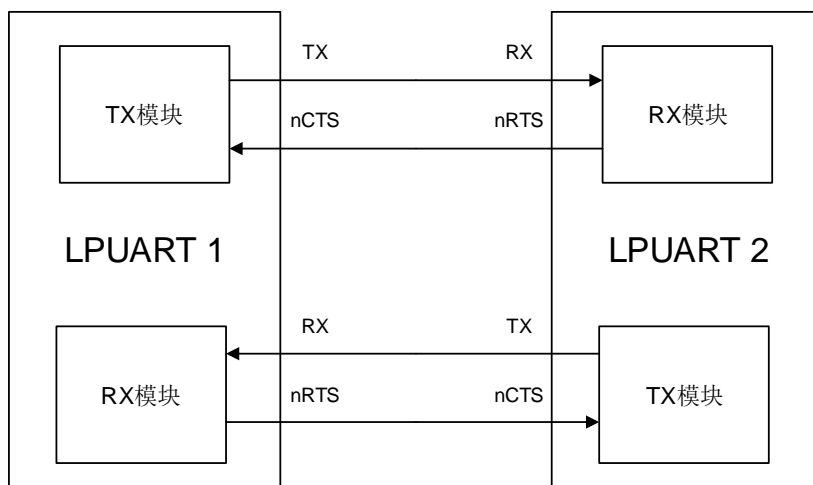 TX RX
TX模块 RX模块
nCTS nRTS
LPUART 1 LPUART 2
RX TX
RX模块 TX模块
nRTS nCTS